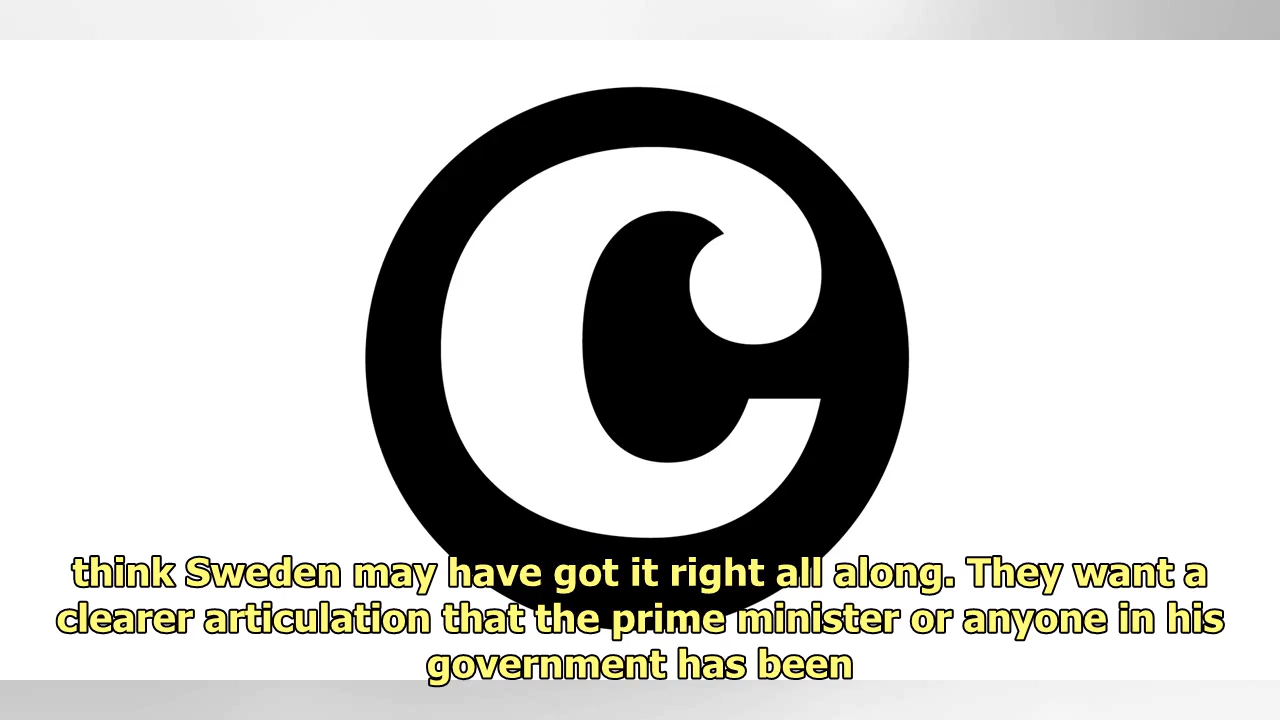 C
think Sweden may have got it right all along. They want a
clearer articulation that the prime minister or anyone in his
government has been